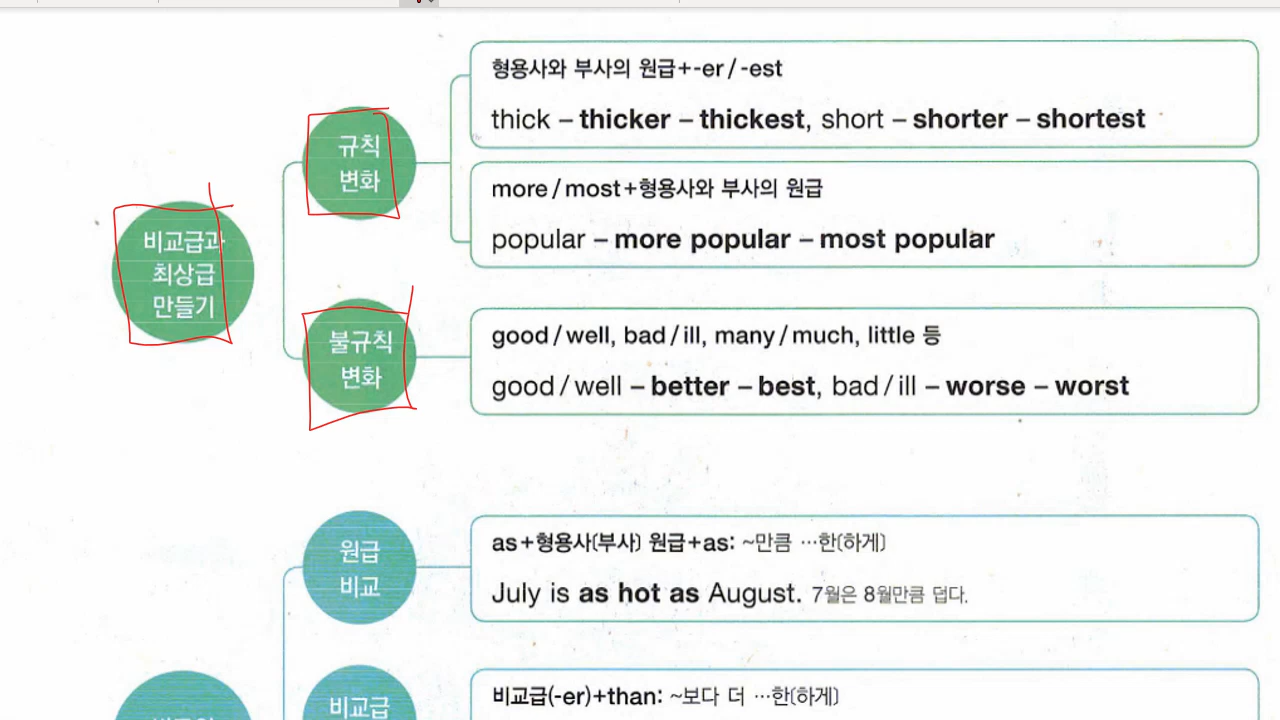 비교급과
최상급
만들기
규칙
변화
형용사와 부사의 원급+-er/-est
thick – thicker – thickest, short – shorter – shortest
more/most+형용사와 부사의 원급
popular – more popular – most popular
불규칙
변화
good/well, bad/ill, many/much, little 등
good/well – better – best, bad/ill – worse – worst
원급
비교
as+형용사(부사) 원급+as: ~만큼 …한(하게)
July is as hot as August. 7월은 8월만큼 덥다.
비교급
비교급(-er)+than: ~보다 더 …한(하게)